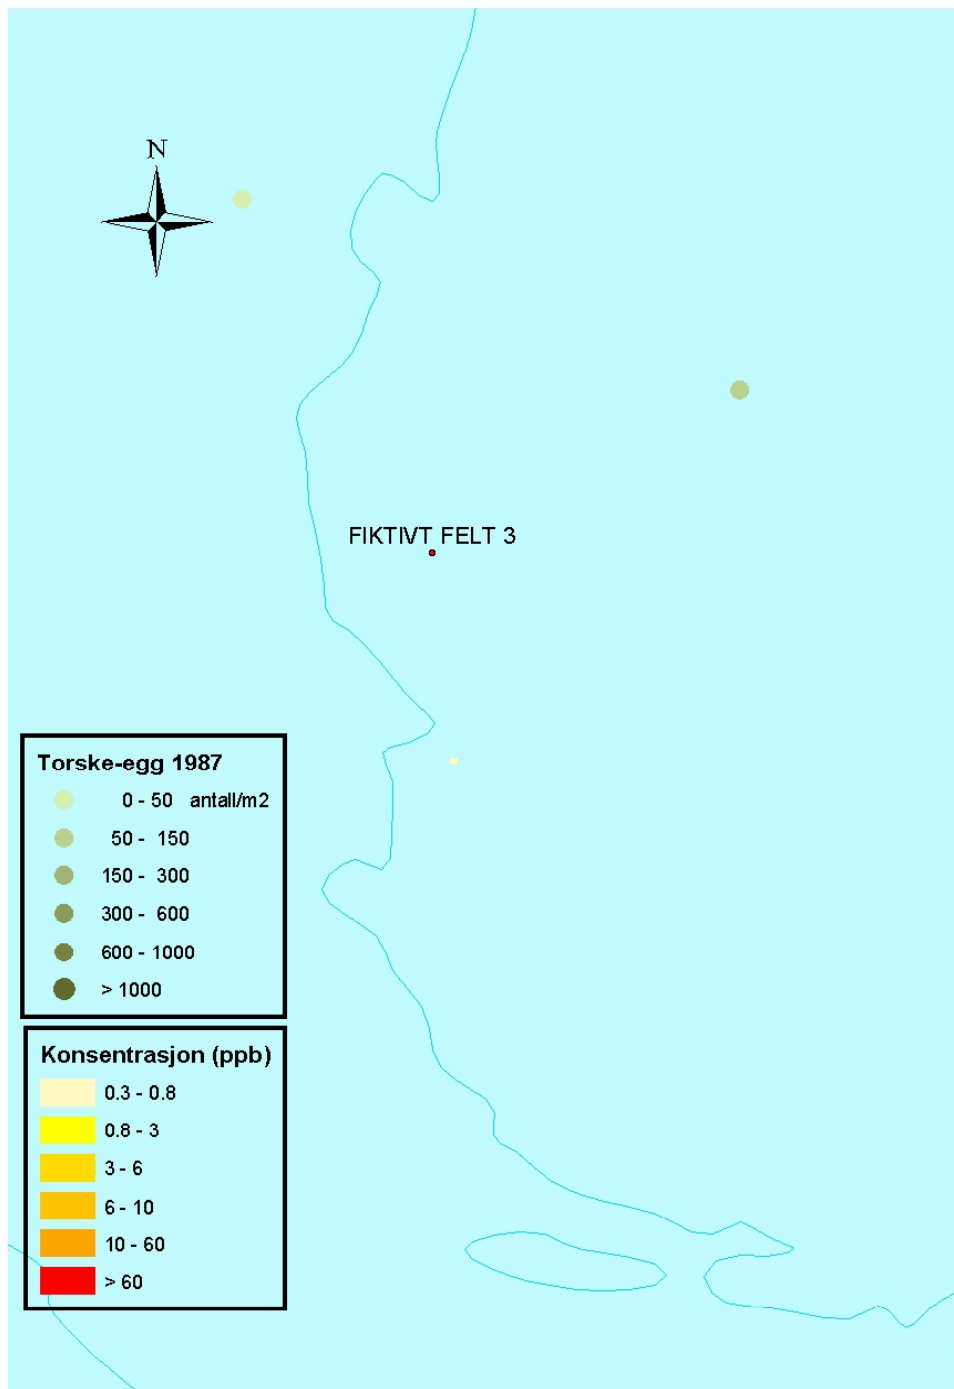 N
FIKTIVT FELT 3
Torske-egg 1987
0 - 50 antall/m2
50 - 150
150 - 300
300 - 600
600 - 1000
> 1000
Konsentrasjon (ppb)
0.3 - 0.8
0.8 - 3
3 - 6
6 - 10
10 - 60
> 60